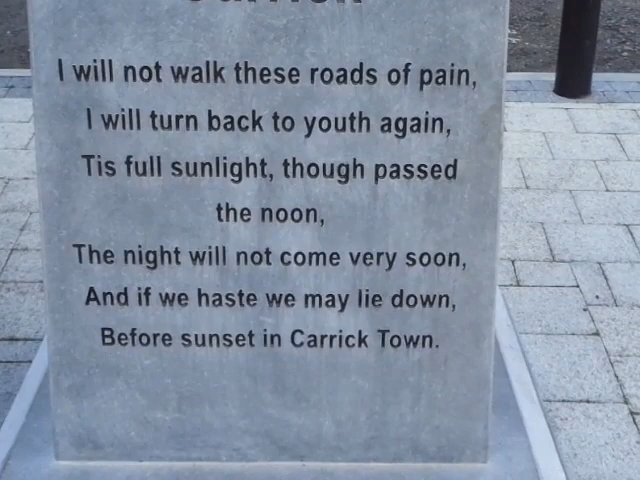 I will not walk these roads of pain,
I will turn back to youth again,
Tis full sunlight, though passed
the noon,
The night will not come very soon,
And if we haste we may lie down,
Before sunset in Carrick Town.